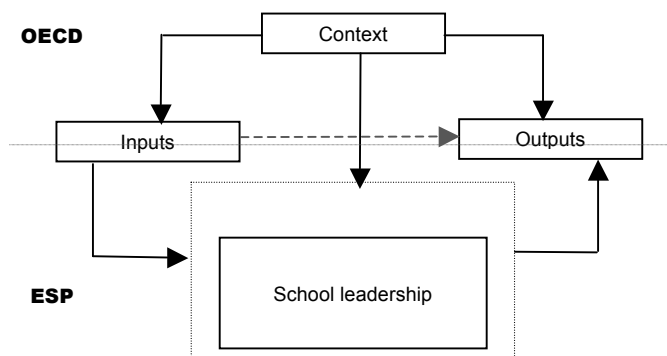 OECD
Context
Inputs
Outputs
ESP
School leadership